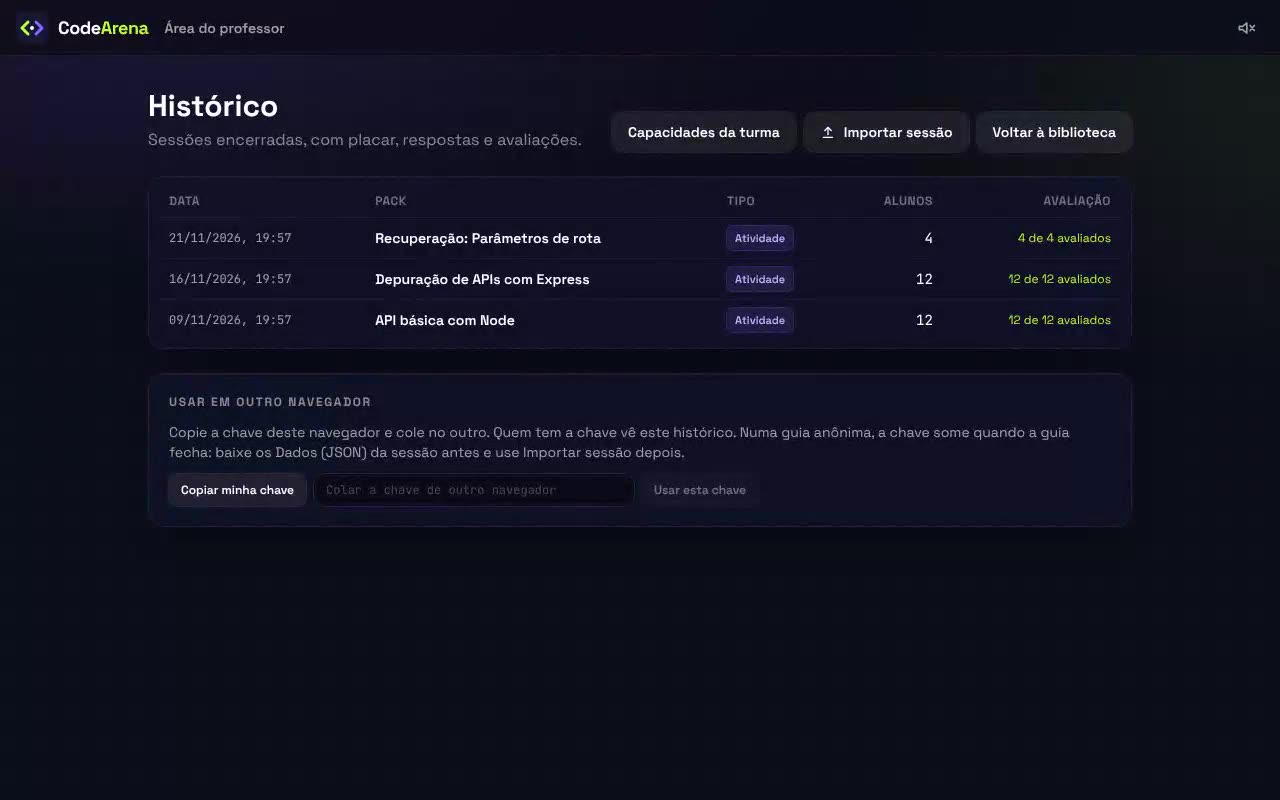 CodeArena Área do professor
Histórico
Sessões encerradas, com placar, respostas e avaliações.
Capacidades da turma
Importar sessão
Voltar à biblioteca
DATA PACK TIPO ALUNOS AVALIAÇÃO
21/11/2026, 19:57 Recuperação: Parâmetros de rota Atividade 4 4 de 4 avaliados
16/11/2026, 19:57 Depuração de APIs com Express Atividade 12 12 de 12 avaliados
09/11/2026, 19:57 API básica com Node Atividade 12 12 de 12 avaliados
USAR EM OUTRO NAVEGADOR
Copie a chave deste navegador e cole no outro. Quem tem a chave vê este histórico. Numa guia anônima, a chave some quando a guia
fecha: baixe os Dados (JSON) da sessão antes e use Importar sessão depois.
Copiar minha chave Colar a chave de outro navegador Usar esta chave